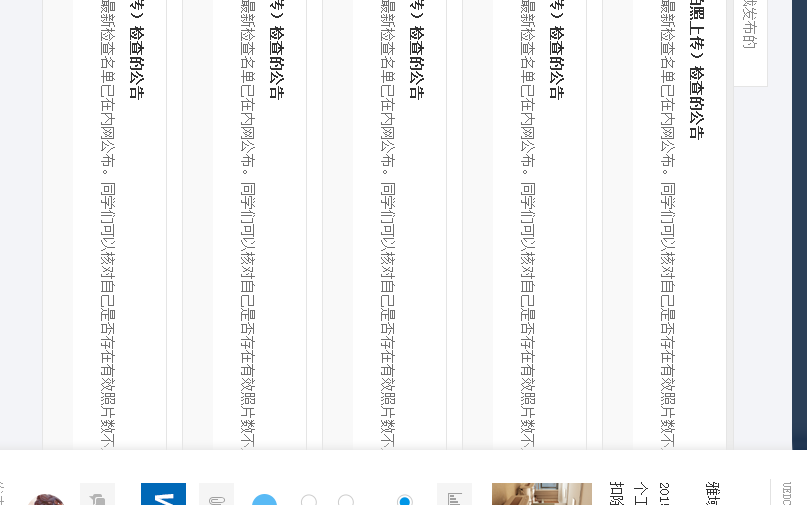 发布的
照上传）检查的公告
最新检查名单已在内网公布。同学们可以核对自己是否存在有效照片数不
传）检查的公告
最新检查名单已在内网公布。同学们可以核对自己是否存在有效照片数不
传）检查的公告
最新检查名单已在内网公布。同学们可以核对自己是否存在有效照片数不
传）检查的公告
最新检查名单已在内网公布。同学们可以核对自己是否存在有效照片数不
传）检查的公告
最新检查名单已在内网公布。同学们可以核对自己是否存在有效照片数不
UEDC
雅
201
个工
扣除